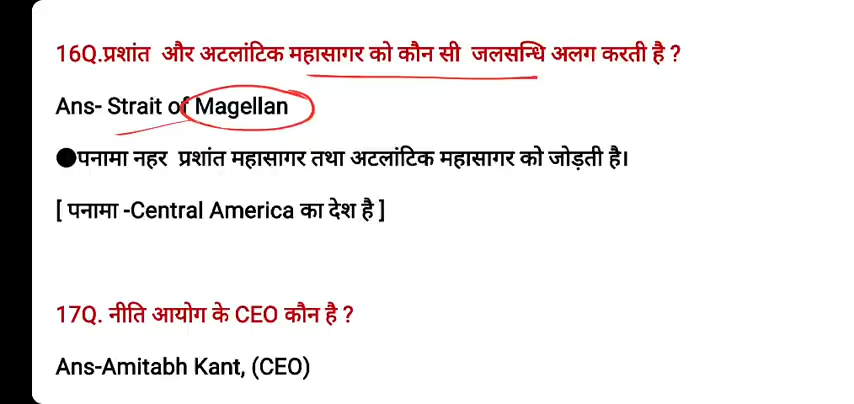 16Q.प्रशांत और अटलांटिक महासागर को कौन सी जलसन्धि अलग करती है ?
Ans- Strait of Magellan
●पनामा नहर प्रशांत महासागर तथा अटलांटिक महासागर को जोड़ती है।
[ पनामा -Central America का देश है ]
17Q. नीति आयोग के CEO कौन है ?
Ans-Amitabh Kant, (CEO)